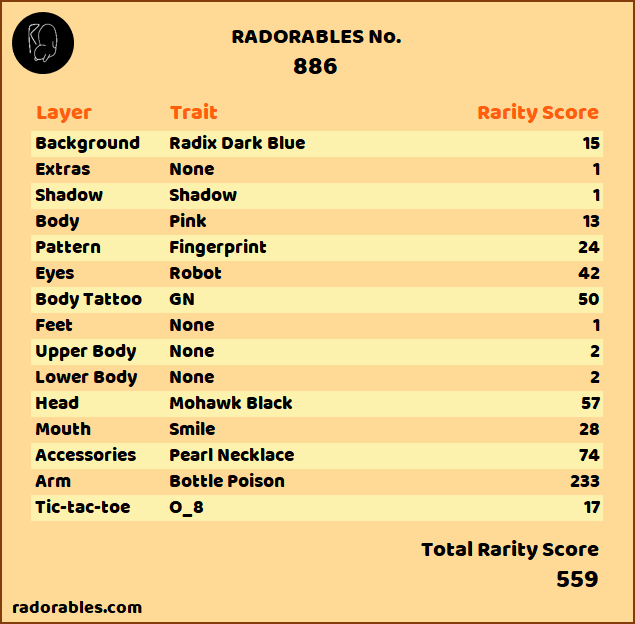 RADORABLES No.
886
Layer Trait Rarity Score
Background Radix Dark Blue 15
Extras None 1
Shadow Shadow 1
Body Pink 13
Pattern Fingerprint 24
Eyes Robot 42
Body Tattoo GN 50
Feet None 1
Upper Body None 2
Lower Body None 2
Head Mohawk Black 57
Mouth Smile 28
Accessories Pearl Necklace 74
Arm Bottle Poison 233
Tic-tac-toe O_8 17
Total Rarity Score
559
radorables.com